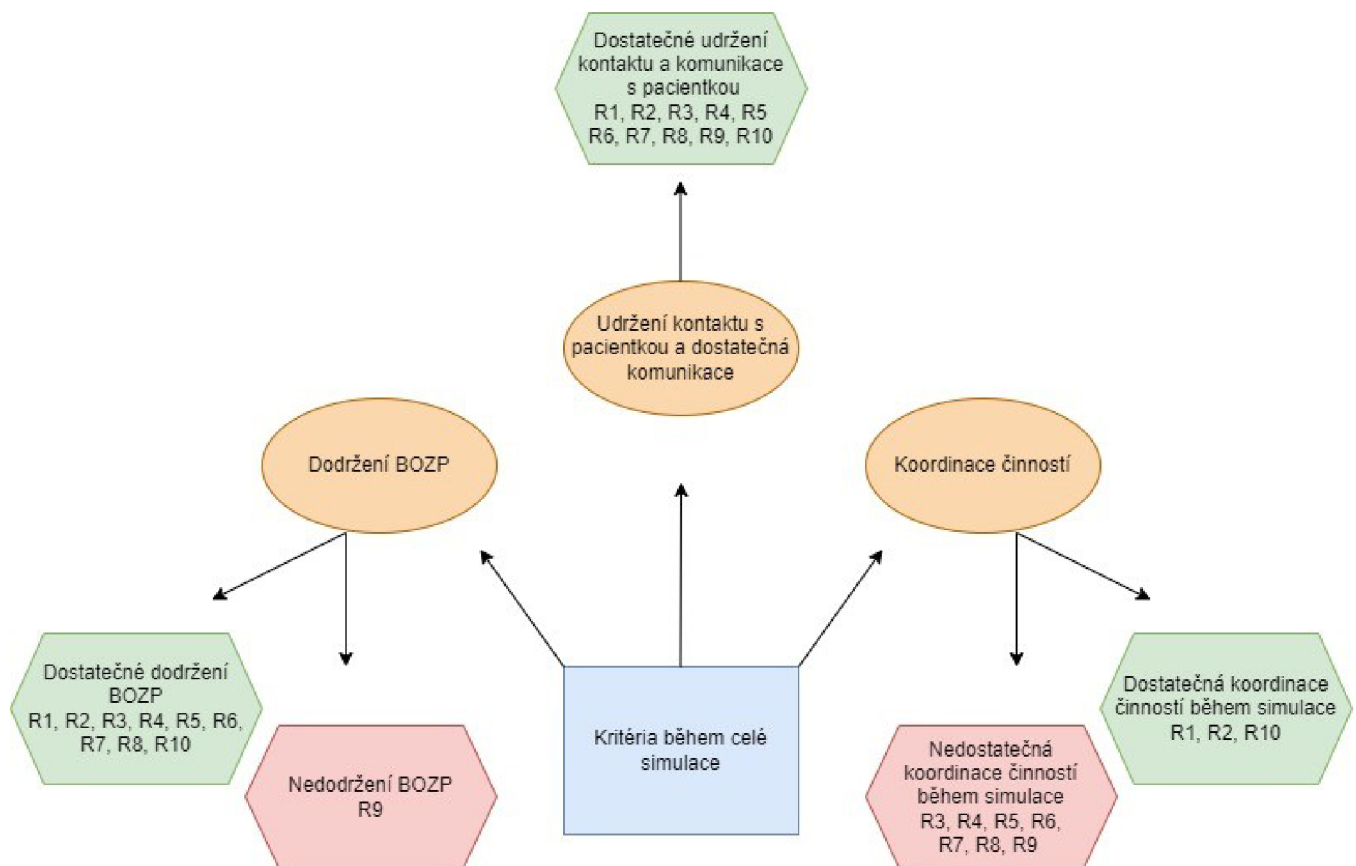 Dostatečné udržení
kontaktu a komunikace
s pacientkou
R1, R2, R3, R4, R5
R6, R7, R8, R9, R10
Udržení kontaktu s
pacientkou a dostatečná
komunikace
Dodržení BOZP
Koordinace činností
Dostatečné dodržení
BOZP
R1, R2, R3, R4, R5, R6,
R7, R8, R10
Nedodržení BOZP
R9
Kritéria během celé
simulace
Nedostatečná
koordinace činností
během simulace
R3, R4, R5, R6,
R7, R8, R9
Dostatečná koordinace
činností během simulace
R1, R2, R10